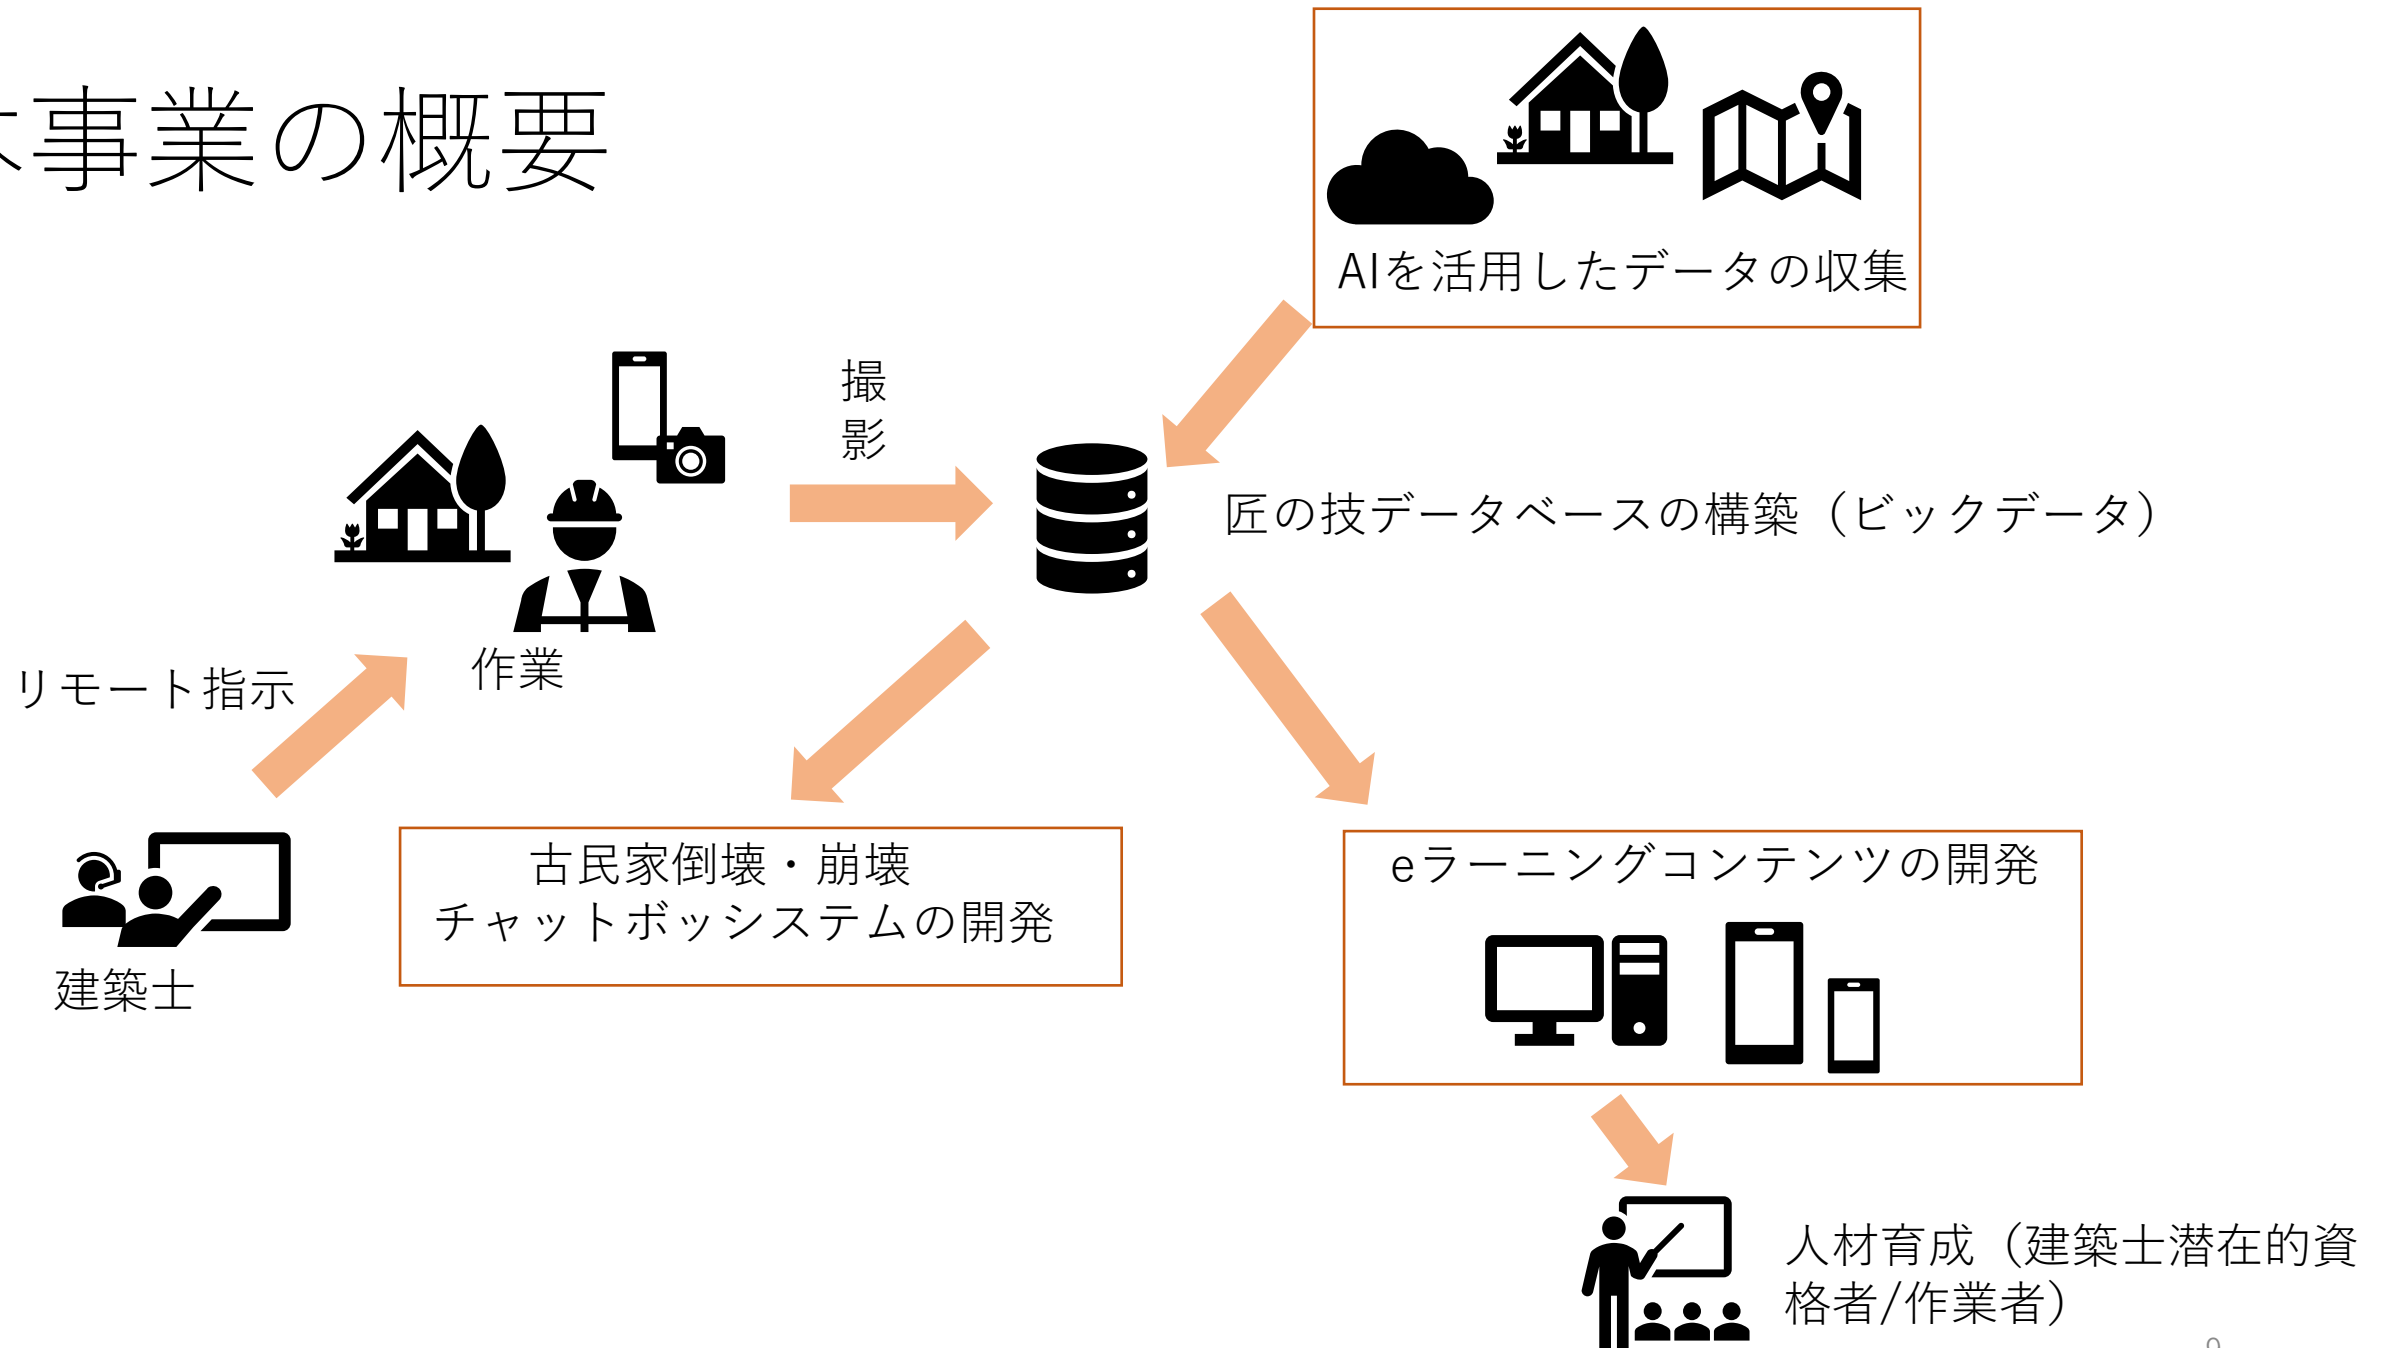 事業の概要
AIを活用したデータの収集
撮
影
匠の技データベースの構築（ビックデータ）
リモート指示
作業
建築士
古民家倒壊・崩壊
チャットボッシステムの開発
eラーニングコンテンツの開発
人材育成（建築士潜在的資
格者/作業者）